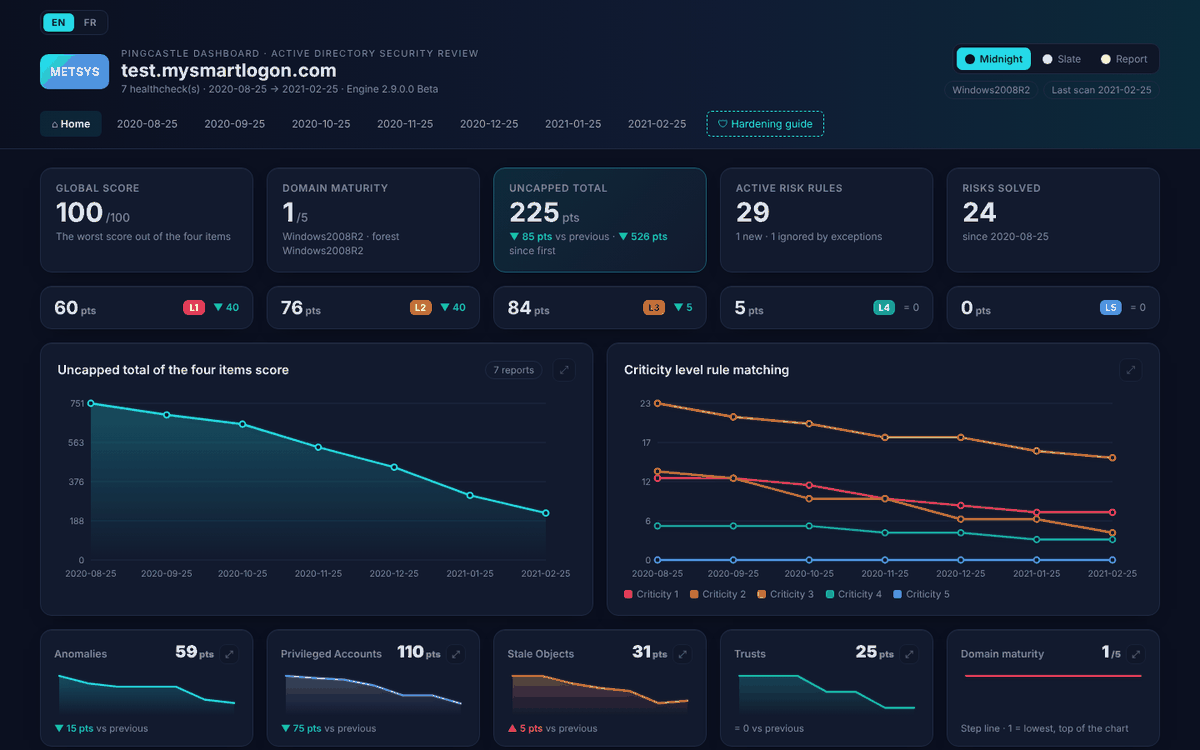 EN FR
METSYS
PINGCASTLE DASHBOARD · ACTIVE DIRECTORY SECURITY REVIEW
test.mysmartlogon.com
7 healthcheck(s) · 2020-08-25 → 2021-02-25 · Engine 2.9.0.0 Beta
Midnight Slate Report
Windows2008R2 Last scan 2021-02-25
⌂ Home 2020-08-25 2020-09-25 2020-10-25 2020-11-25 2020-12-25 2021-01-25 2021-02-25 Hardening guide
GLOBAL SCORE
100 /100
The worst score out of the four items
DOMAIN MATURITY
1 /5
Windows2008R2 · forest
Windows2008R2
UNCAPPED TOTAL
225 pts
▼ 85 pts vs previous · ▼ 526 pts
since first
ACTIVE RISK RULES
29
1 new · 1 ignored by exceptions
RISKS SOLVED
24
since 2020-08-25
60 pts L1 ▼ 40
76 pts L2 ▼ 40
84 pts L3 ▼ 5
5 pts L4 = 0
0 pts L5 = 0
Uncapped total of the four items score 7 reports
751
563
376
188
0
2020-08-25 2020-09-25 2020-10-25 2020-11-25 2020-12-25 2021-01-25 2021-02-25
Criticity level rule matching
23
17
12
6
0
2020-08-25 2020-09-25 2020-10-25 2020-11-25 2020-12-25 2021-01-25 2021-02-25
Criticity 1 Criticity 2 Criticity 3 Criticity 4 Criticity 5
Anomalies 59 pts
▼ 15 pts vs previous
Privileged Accounts 110 pts
▼ 75 pts vs previous
Stale Objects 31 pts
▲ 5 pts vs previous
Trusts 25 pts
= 0 vs previous
Domain maturity 1 /5
Step line · 1 = lowest, top of the chart